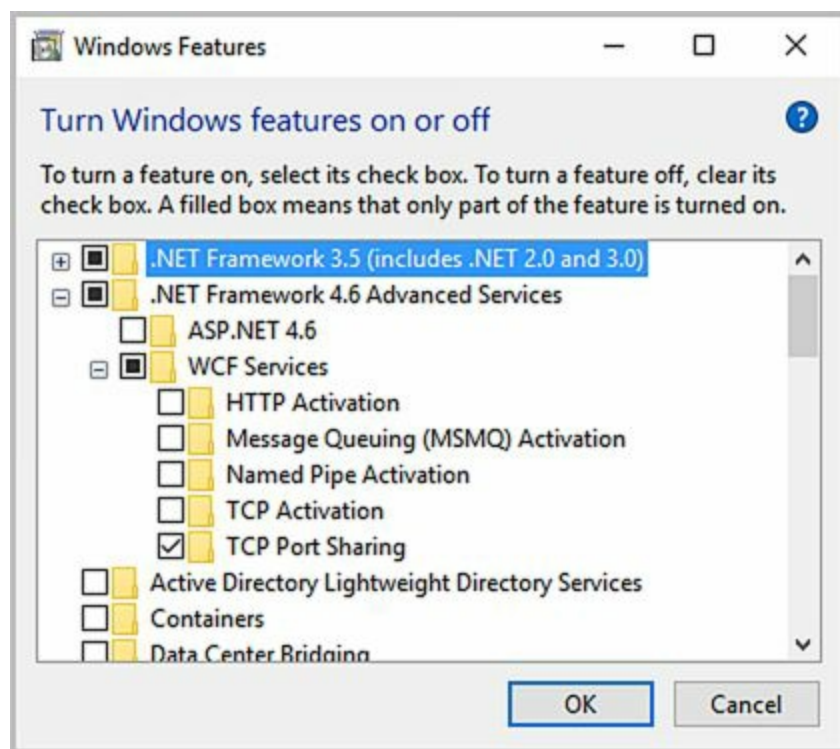 Windows Features
Turn Windows features on or off
?
To turn a feature on, select its check box. To turn a feature off, clear its
check box. A filled box means that only part of the feature is turned on.
.NET Framework 3.5 (includes .NET 2.0 and 3.0)
.NET Framework 4.6 Advanced Services
ASP.NET 4.6
WCF Services
HTTP Activation
Message Queuing (MSMQ) Activation
Named Pipe Activation
TCP Activation
TCP Port Sharing
Active Directory Lightweight Directory Services
Containers
Data Center Bridging
OK
Cancel